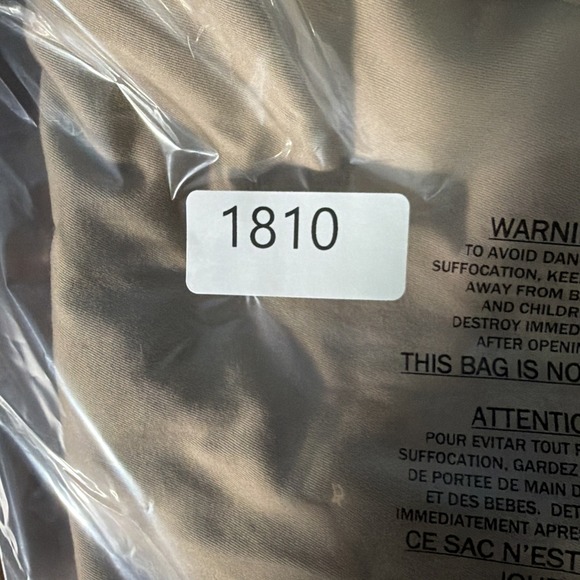 1810
WARNI
TO AVOID DAN
SUFFOCATION, KEE
AWAY FROM B
AND CHILDR
DESTROY IMMED
AFTER OPENIN
THIS BAG IS NO
ATTENTIO
POUR EVITAR TOUT
SUFFOCATION, GARDEZ
DE PORTEE DE MAIN D
ET DES BEBES. DET
IMMEDIATEMENT APRE
CE SAC N'EST